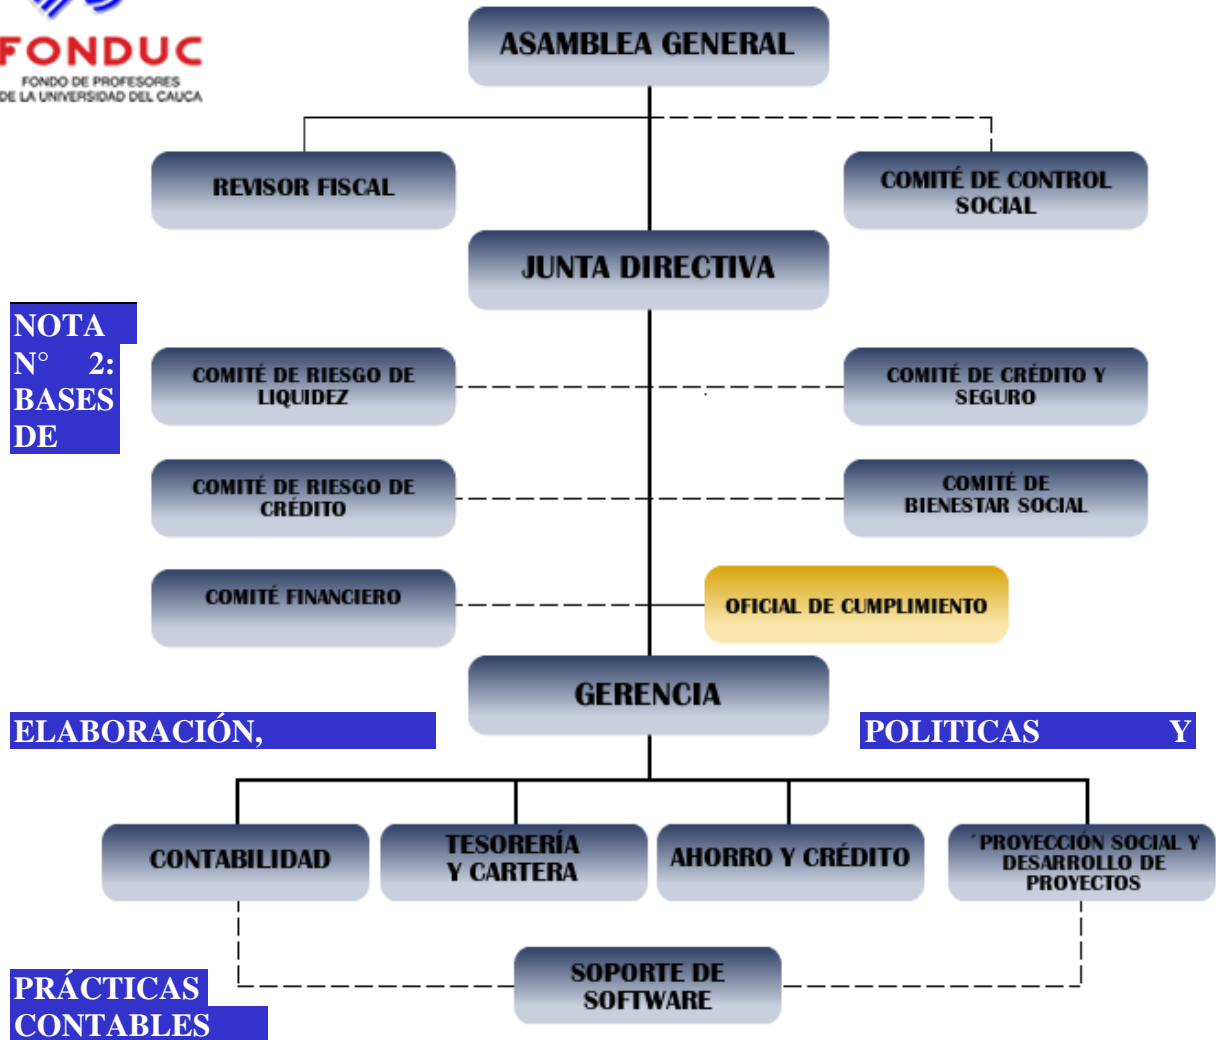 FONDUC
FONDO DE PROFESORES
DE LA UNIVERSIDAD DEL CAUCA
ASAMBLEA GENERAL
REVISOR FISCAL
COMITÉ DE CONTROL
SOCIAL
JUNTA DIRECTIVA
NOTA
N° 2:
BASES
DE
COMITÉ DE RIESGO DE
LIQUIDEZ
COMITÉ DE CRÉDITO Y
SEGURO
COMITÉ DE RIESGO DE
CRÉDITO
COMITÉ DE
BIENESTAR SOCIAL
COMITÉ FINANCIERO
OFICIAL DE CUMPLIMIENTO
GERENCIA
ELABORACIÓN, POLITICAS Y
CONTABILIDAD
TESORERÍA
Y CARTERA
AHORRO Y CRÉDITO
´PROYECCIÓN SOCIAL Y
DESARROLLO DE
PROYECTOS
SOPORTE DE
SOFTWARE
PRÁCTICAS
CONTABLES